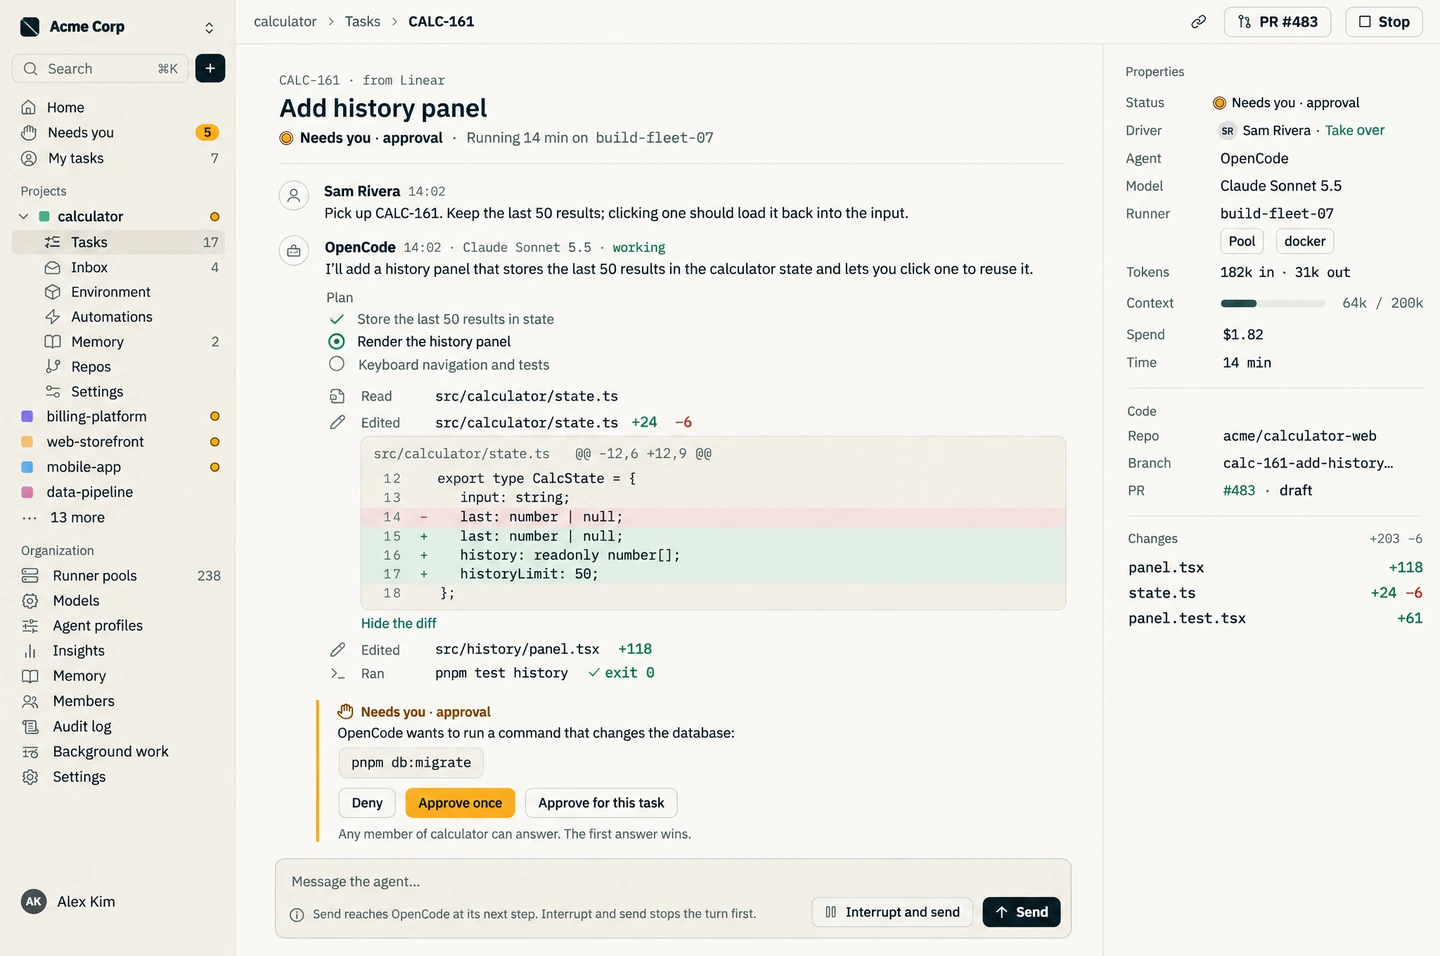 Acme Corp
Search ⌘K
+
Home
Needs you 5
My tasks 7
Projects
calculator
Tasks 17
Inbox 4
Environment
Automations
Memory 2
Repos
Settings
billing-platform
web-storefront
mobile-app
data-pipeline
··· 13 more
Organization
Runner pools 238
Models
Agent profiles
Insights
Memory
Members
Audit log
Background work
Settings
AK Alex Kim
calculator > Tasks > CALC-161
PR #483
Stop
CALC-161 · from Linear
Add history panel
Needs you · approval · Running 14 min on build-fleet-07
Sam Rivera 14:02
Pick up CALC-161. Keep the last 50 results; clicking one should load it back into the input.
OpenCode 14:02 · Claude Sonnet 5.5 · working
I’ll add a history panel that stores the last 50 results in the calculator state and lets you click one to reuse it.
Plan
Store the last 50 results in state
Render the history panel
Keyboard navigation and tests
Read src/calculator/state.ts
Edited src/calculator/state.ts +24 −6
src/calculator/state.ts @@ −12,6 +12,9 @@
12 export type CalcState = {
13 input: string;
14 − last: number | null;
15 + last: number | null;
16 + history: readonly number[];
17 + historyLimit: 50;
18 };
Hide the diff
Edited src/history/panel.tsx +118
Ran pnpm test history ✓ exit 0
Needs you · approval
OpenCode wants to run a command that changes the database:
pnpm db:migrate
Deny
Approve once
Approve for this task
Any member of calculator can answer. The first answer wins.
Message the agent...
Send reaches OpenCode at its next step. Interrupt and send stops the turn first.
Interrupt and send
Send
Properties
Status Needs you · approval
Driver SR Sam Rivera · Take over
Agent OpenCode
Model Claude Sonnet 5.5
Runner build-fleet-07
Pool docker
Tokens 182k in · 31k out
Context 64k / 200k
Spend $1.82
Time 14 min
Code
Repo acme/calculator-web
Branch calc-161-add-history…
PR #483 · draft
Changes +203 −6
panel.tsx +118
state.ts +24 −6
panel.test.tsx +61